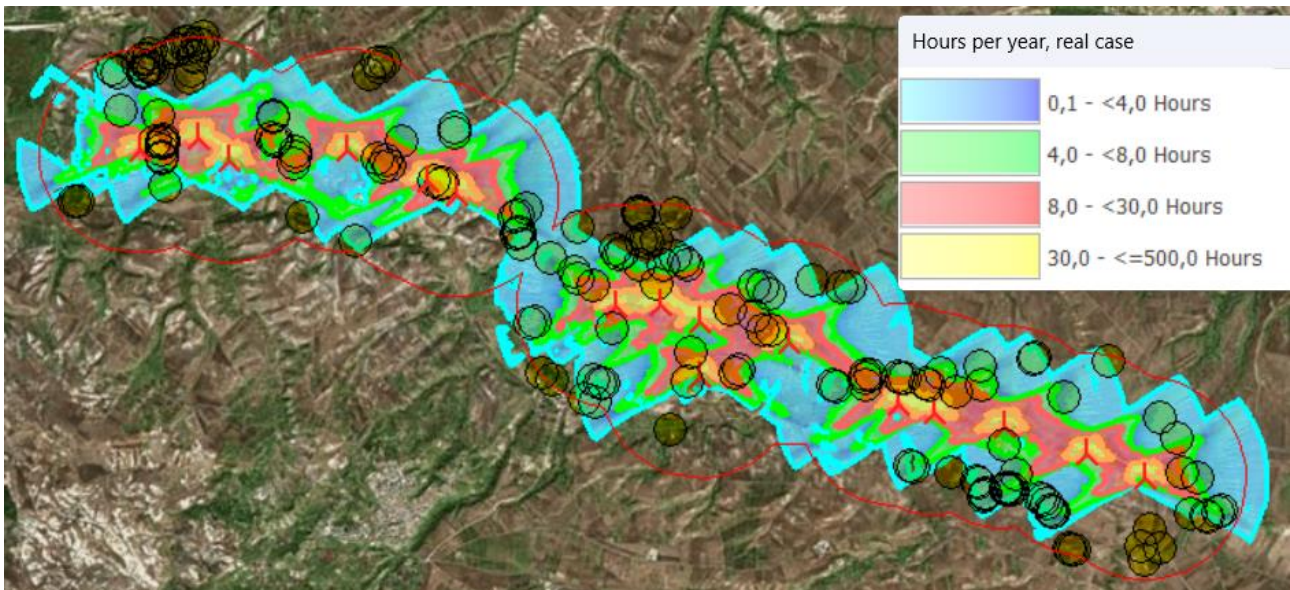 Hours per year, real case
0,1 - <4,0 Hours
4,0 - <8,0 Hours
8,0 - <30,0 Hours
30,0 - <=500,0 Hours